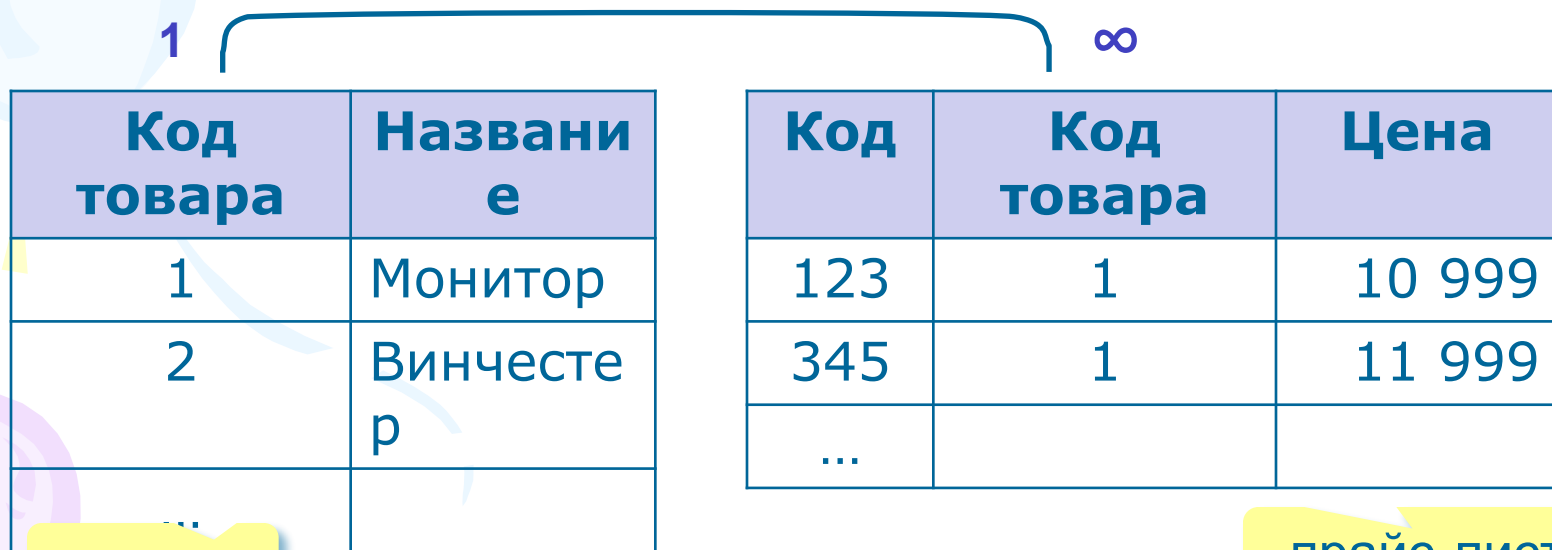 1
∞
Код
товара
Названи
е
1
Монитор
2
Винчесте
р
...
Код
Код
товара
Цена
123
1
10 999
345
1
11 999
...